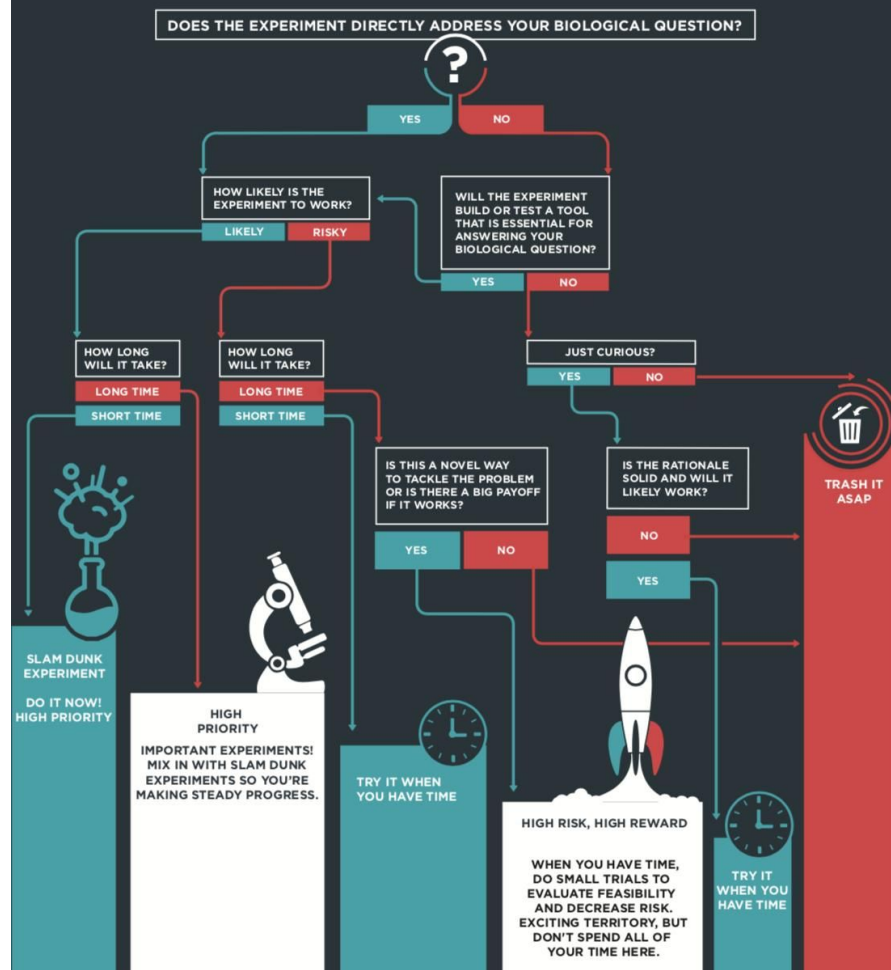 DOES THE EXPERIMENT DIRECTLY ADDRESS YOUR BIOLOGICAL QUESTION?
?
YES
NO
HOW LIKELY IS THE
EXPERIMENT TO WORK?
LIKELY
RISKY
WILL THE EXPERIMENT
BUILD OR TEST A TOOL
THAT IS ESSENTIAL FOR
ANSWERING YOUR
BIOLOGICAL QUESTION?
YES
NO
HOW LONG
WILL IT TAKE?
LONG TIME
SHORT TIME
HOW LONG
WILL IT TAKE?
LONG TIME
SHORT TIME
JUST CURIOUS?
YES
NO
IS THIS A NOVEL WAY
TO TACKLE THE PROBLEM
OR IS THERE A BIG PAYOFF
IF IT WORKS?
YES
NO
IS THE RATIONALE
SOLID AND WILL IT
LIKELY WORK?
NO
YES
TRASH IT
ASAP
SLAM DUNK
EXPERIMENT
DO IT NOW!
HIGH PRIORITY
HIGH
PRIORITY
IMPORTANT EXPERIMENTS!
MIX IN WITH SLAM DUNK
EXPERIMENTS SO YOU'RE
MAKING STEADY PROGRESS.
TRY IT WHEN
YOU HAVE TIME
HIGH RISK, HIGH REWARD
WHEN YOU HAVE TIME,
DO SMALL TRIALS TO
EVALUATE FEASIBILITY
AND DECREASE RISK.
EXCITING TERRITORY, BUT
DON'T SPEND ALL OF
YOUR TIME HERE.
TRY IT
WHEN YOU
HAVE TIME